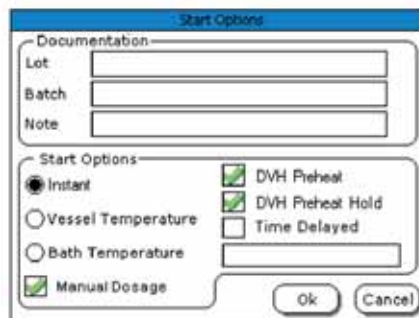 Start Options
Documentation
Lot
Batch
Note
Start Options
Instant
DVH Preheat
DVH Preheat Hold
Vessel Temperature
Time Delayed
Bath Temperature
Manual Dosage
Ok
Cancel